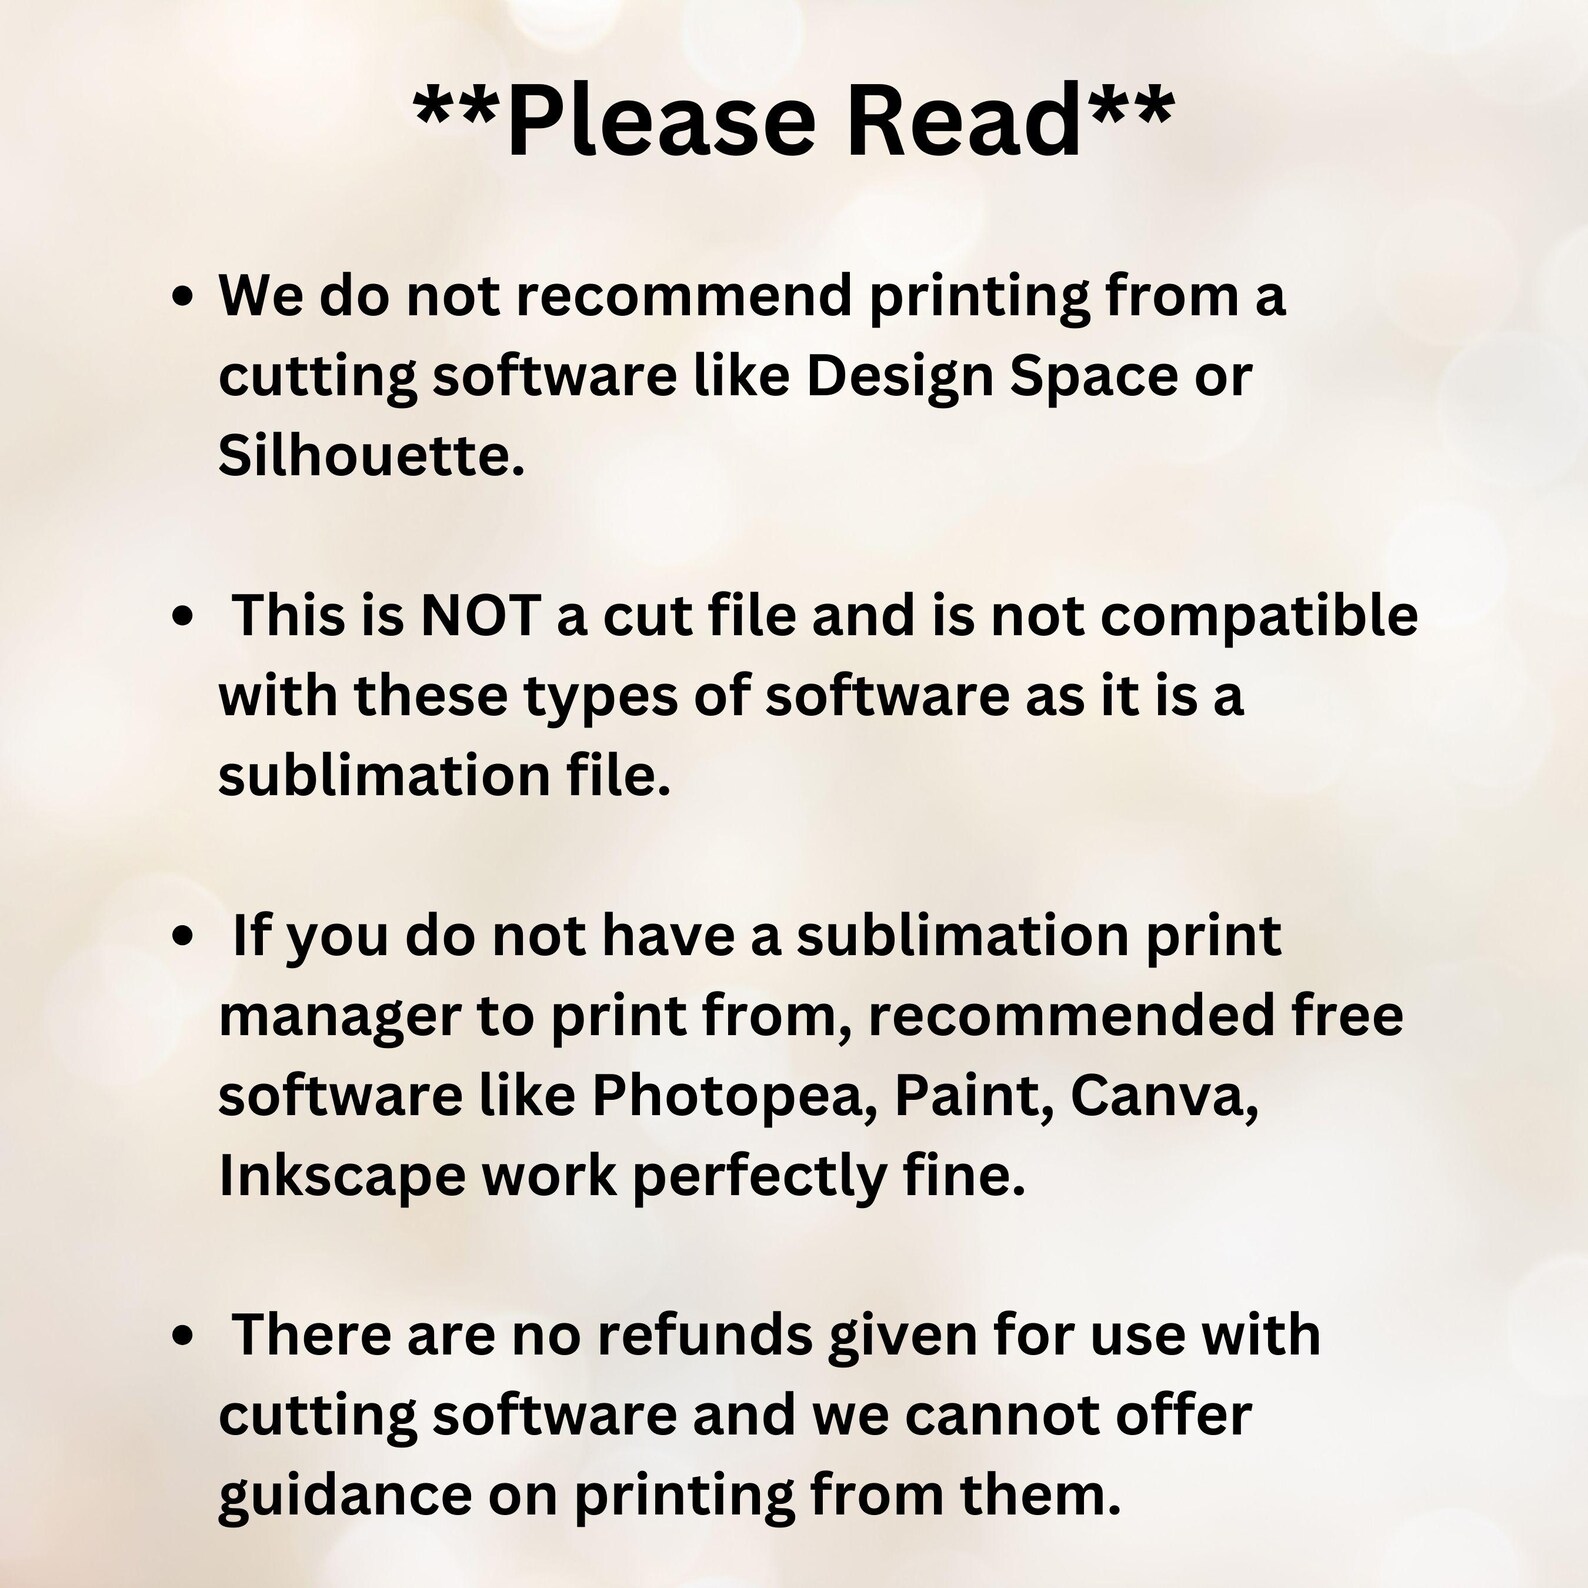 **Please Read**
• We do not recommend printing from a
cutting software like Design Space or
Silhouette.
• This is NOT a cut file and is not compatible
with these types of software as it is a
sublimation file.
• If you do not have a sublimation print
manager to print from, recommended free
software like Photopea, Paint, Canva,
Inkscape work perfectly fine.
• There are no refunds given for use with
cutting software and we cannot offer
guidance on printing from them.